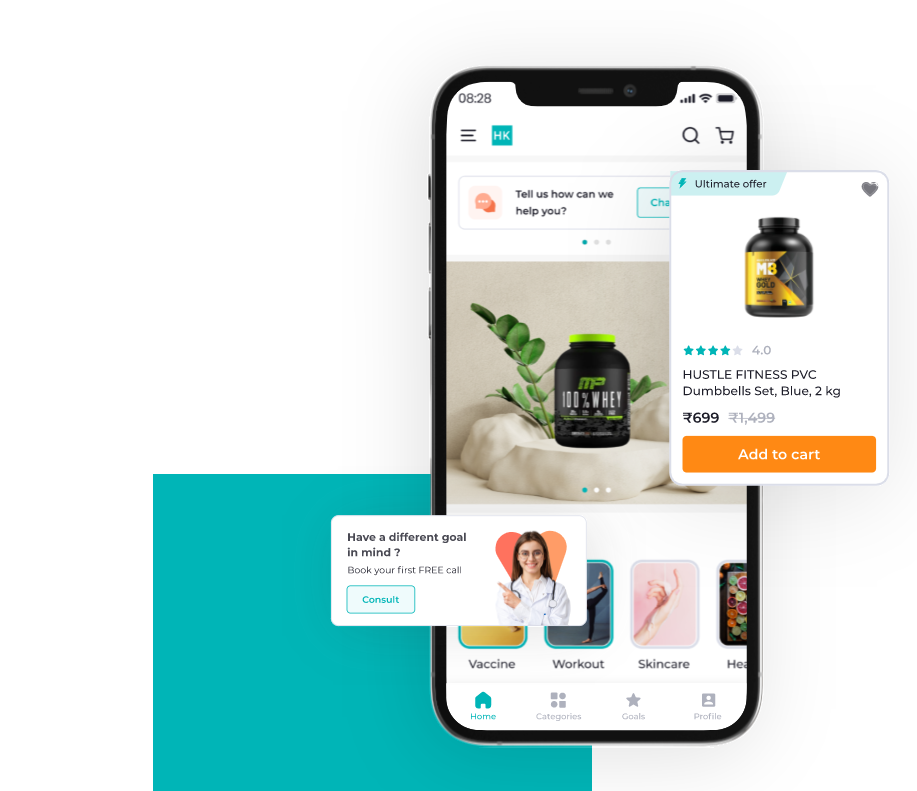 08:28
HK
Tell us how can we
help you?
Cha
Ultimate offer
MB
WHEY
GOLD
4.0
HUSTLE FITNESS PVC
Dumbbells Set, Blue, 2 kg
₹699 ₹1,499
Add to cart
MP
100% WHEY
Have a different goal
in mind ?
Book your first FREE call
Consult
Vaccine Workout Skincare Hea
Home Categories Goals Profile